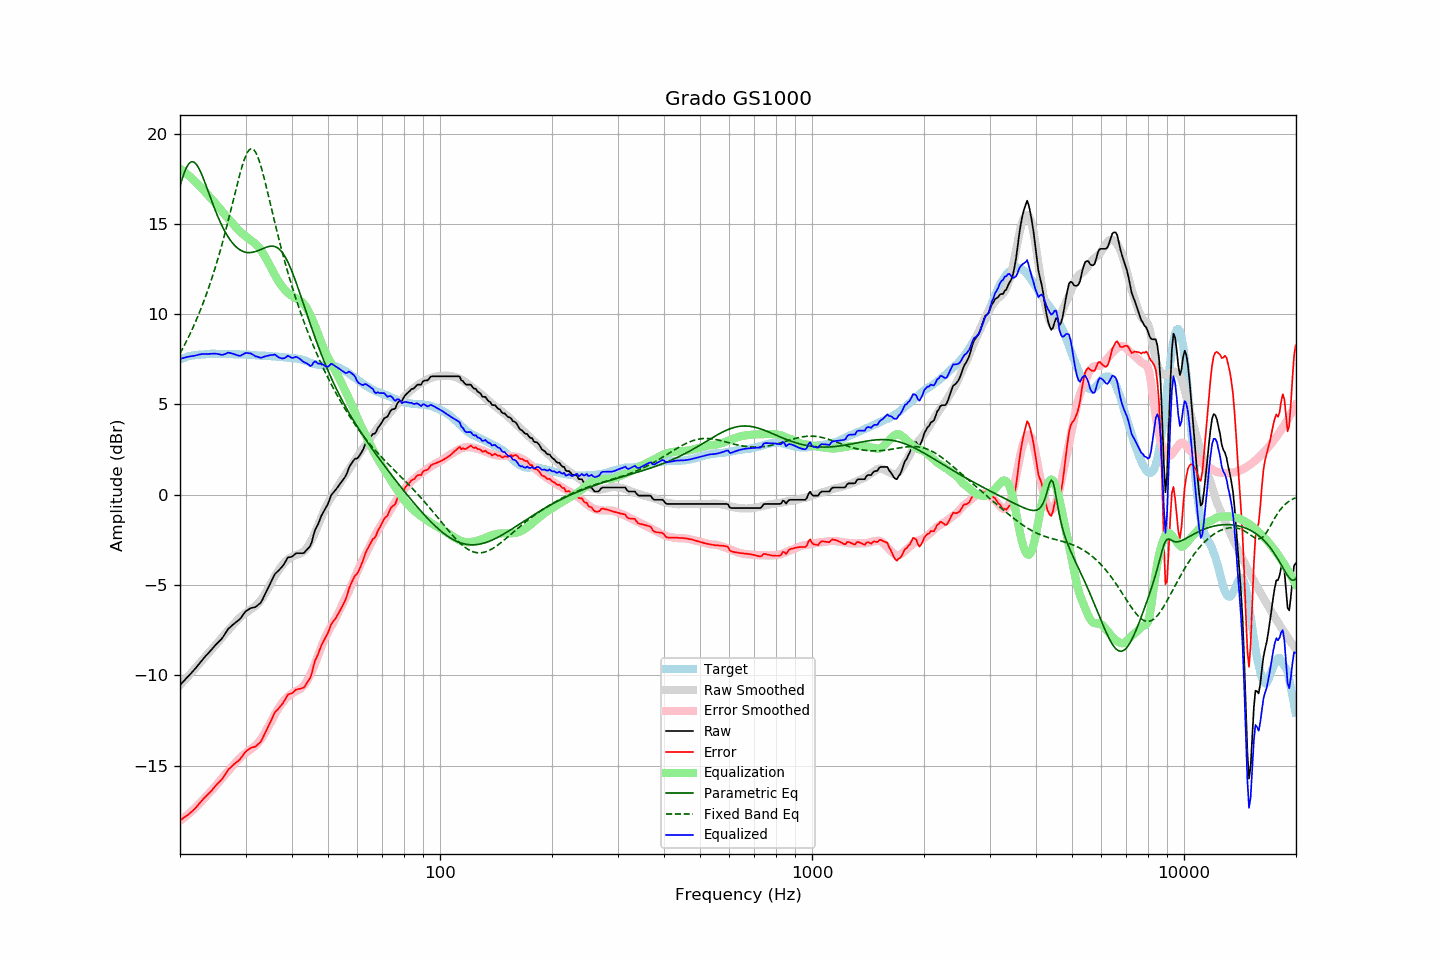 Grado GS1000
Amplitude (dBr)
20
15
10
5
0
−5
−10
−15
Target
Raw Smoothed
Error Smoothed
Raw
Error
Equalization
Parametric Eq
Fixed Band Eq
Equalized
100
1000
10000
Frequency (Hz)